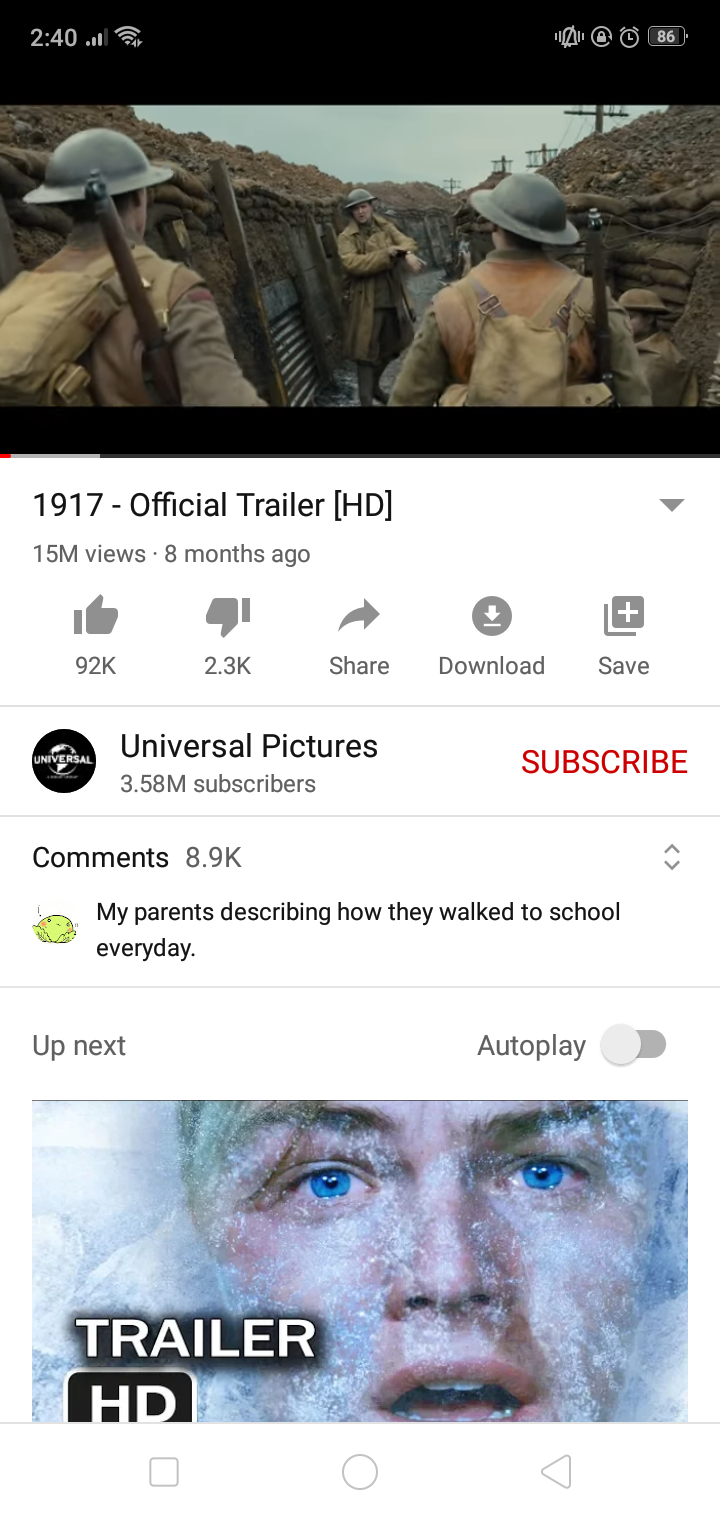 2:40
86
1917 - Official Trailer [HD]
15M views · 8 months ago
92K
2.3K
Share
Download
Save
UNIVERSAL
Universal Pictures
3.58M subscribers
SUBSCRIBE
Comments 8.9K
My parents describing how they walked to school
everyday.
Up next
Autoplay
TRAILER
HD